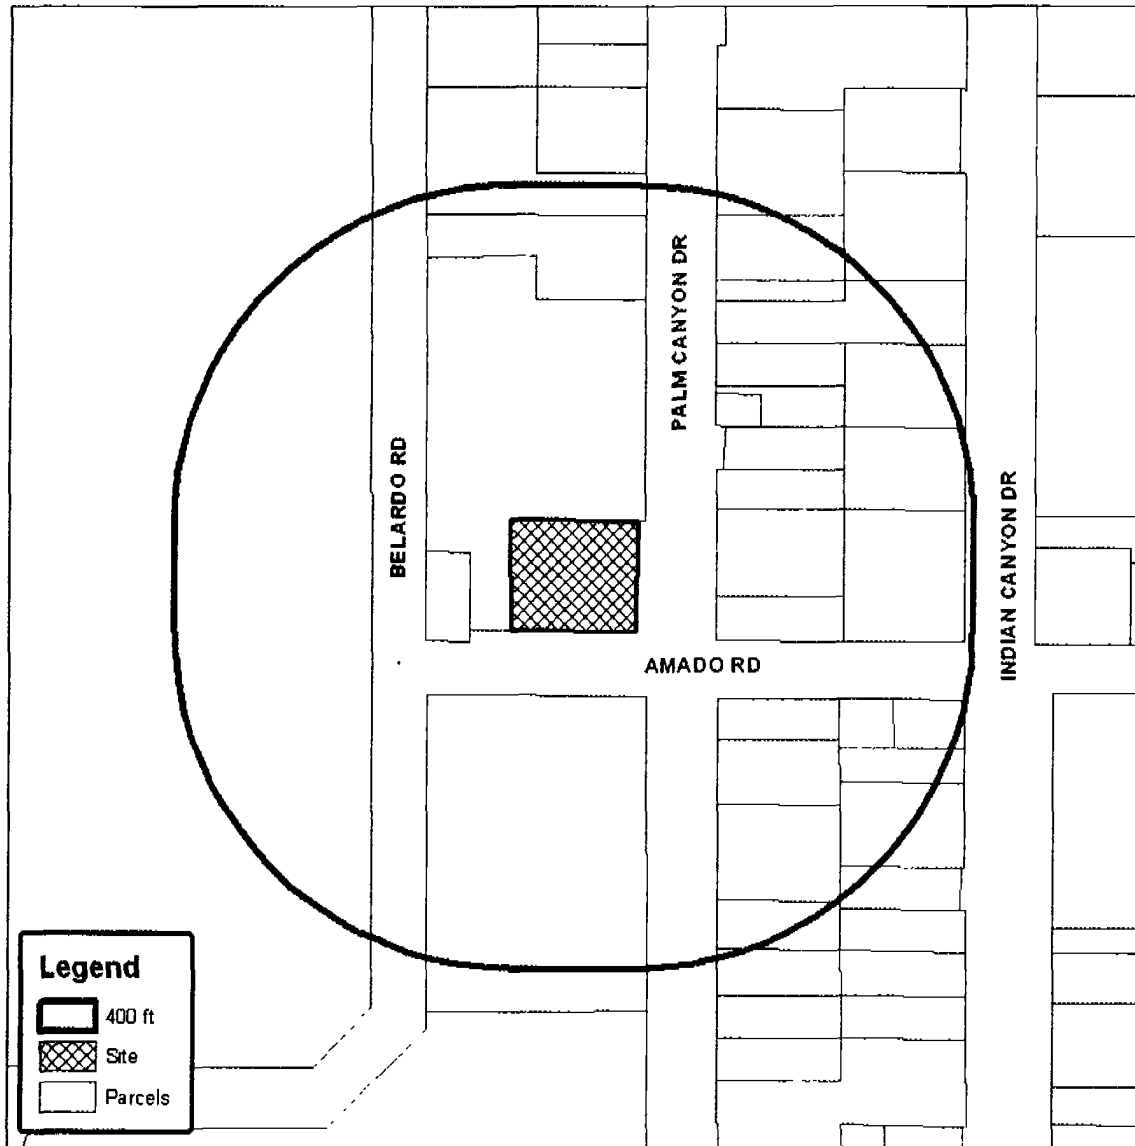 PALM CANYON DR
BELARDO RD
INDIAN CANYON DR
AMADO RD
Legend
400 ft
Site
Parcels